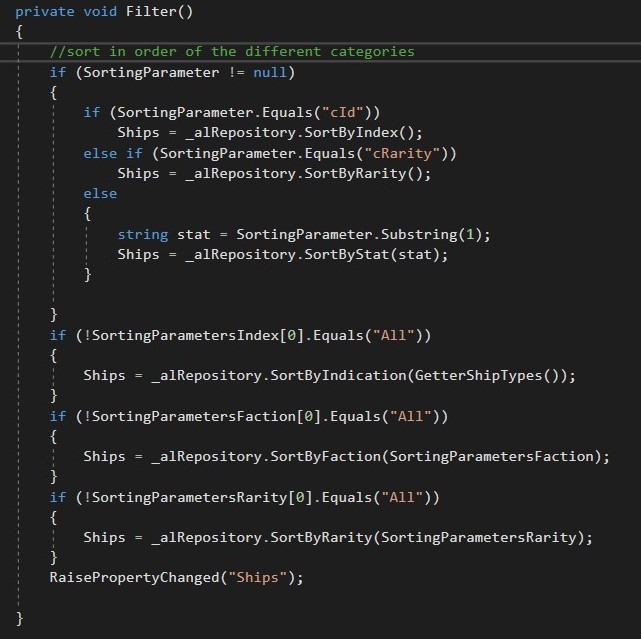 private void Filter()
{
//sort in order of the different categories
if (SortingParameter != null)
{
if (SortingParameter.Equals("cId"))
Ships = _alRepository.SortByIndex();
else if (SortingParameter.Equals("cRarity"))
Ships = _alRepository.SortByRarity();
else
{
string stat = SortingParameter.Substring(1);
Ships = _alRepository.SortByStat(stat);
}
}
if (!SortingParametersIndex[0].Equals("All"))
{
Ships = _alRepository.SortByIndication(GetterShipTypes());
}
if (!SortingParametersFaction[0].Equals("All"))
{
Ships = _alRepository.SortByFaction(SortingParametersFaction);
}
if (!SortingParametersRarity[0].Equals("All"))
{
Ships = _alRepository.SortByRarity(SortingParametersRarity);
}
RaisePropertyChanged("Ships");
}